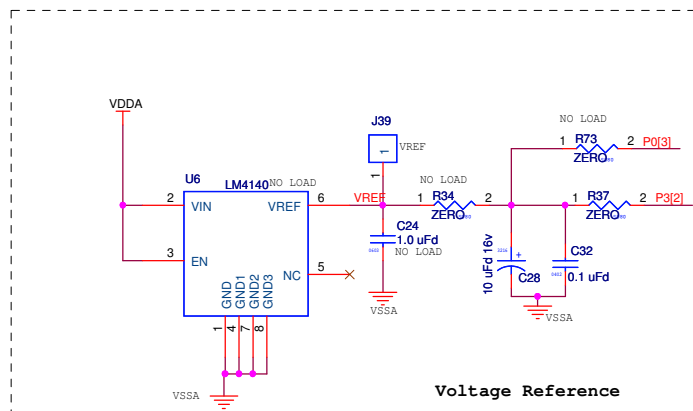 VDDA
U6
LM4140
NO LOAD
2
VIN
VREF
6
VREF
3
EN
NC
5
GND
GND1
GND2
GND3
1
4
7
8
VSSA
J39
1
VREF
1
C24
1.0 uFd
0603
NO LOAD
VSSA
NO LOAD
1
R34
2
ZERO
NO LOAD
1
R73
2
P0[3]
ZERO
1
R37
2
P3[2]
ZERO
10 uFd 16v
+
C28
C32
0.1 uFd
VSSA
Voltage Reference